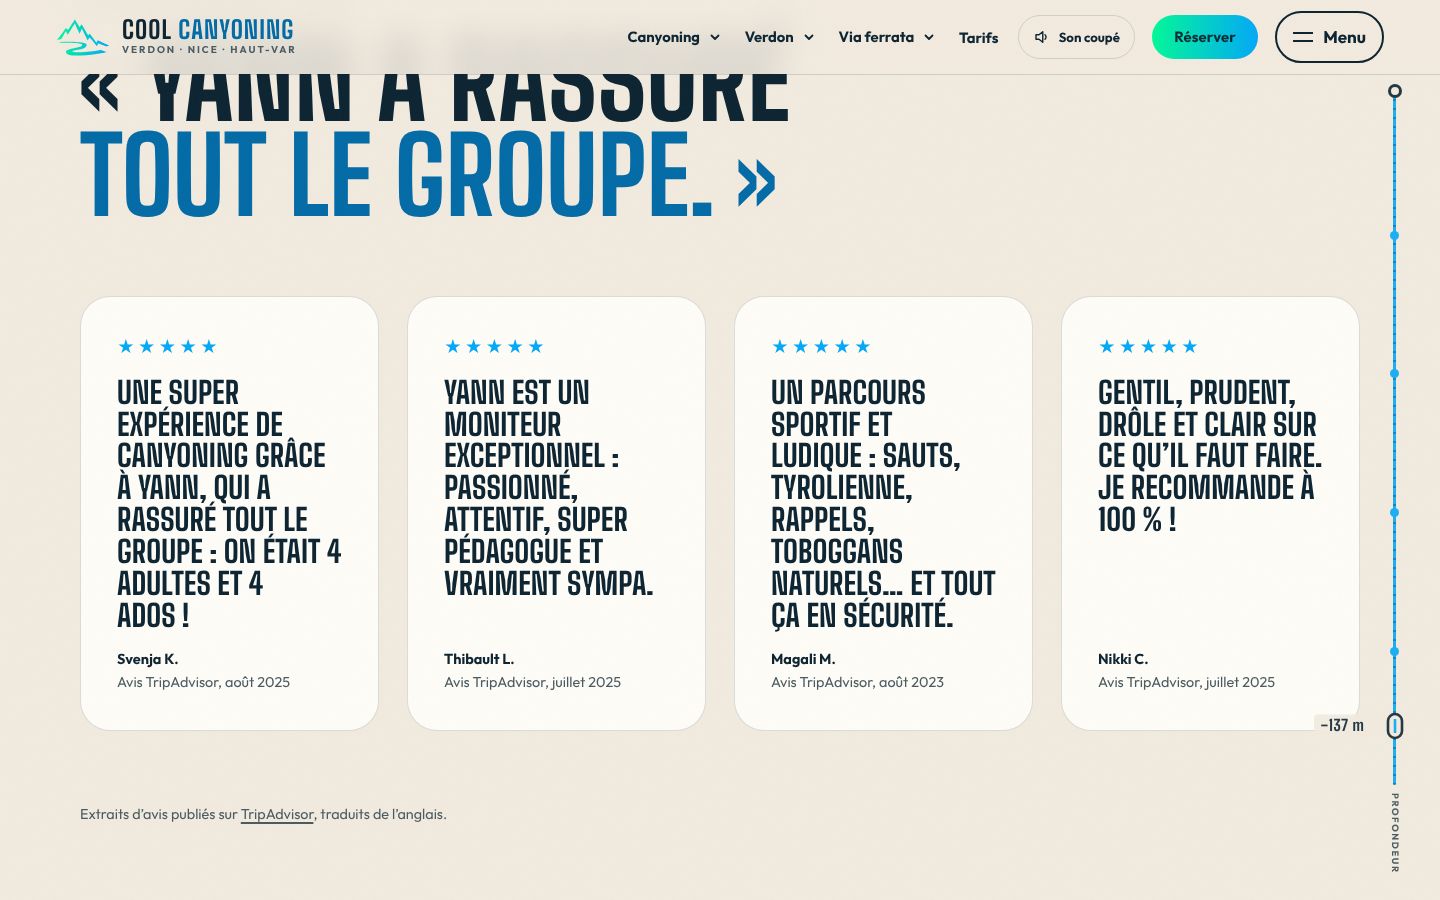 COOL CANYONING
VERDON · NICE · HAUT-VAR
Canyoning
Verdon
Via ferrata
Tarifs
Son coupé
Réserver
Menu
« YANN A RASSURÉ
TOUT LE GROUPE. »
★★★★★
UNE SUPER
EXPÉRIENCE DE
CANYONING GRÂCE
À YANN, QUI A
RASSURÉ TOUT LE
GROUPE : ON ÉTAIT 4
ADULTES ET 4
ADOS !
Svenja K.
Avis TripAdvisor, août 2025
★★★★★
YANN EST UN
MONITEUR
EXCEPTIONNEL :
PASSIONNÉ,
ATTENTIF, SUPER
PÉDAGOGUE ET
VRAIMENT SYMPA.
Thibault L.
Avis TripAdvisor, juillet 2025
★★★★★
UN PARCOURS
SPORTIF ET
LUDIQUE : SAUTS,
TYROLIENNE,
RAPPELS,
TOBOGGANS
NATURELS… ET TOUT
ÇA EN SÉCURITÉ.
Magali M.
Avis TripAdvisor, août 2023
★★★★★
GENTIL, PRUDENT,
DRÔLE ET CLAIR SUR
CE QU’IL FAUT FAIRE.
JE RECOMMANDE À
100 % !
Nikki C.
Avis TripAdvisor, juillet 2025
−137 m
PROFONDEUR
Extraits d’avis publiés sur TripAdvisor, traduits de l’anglais.